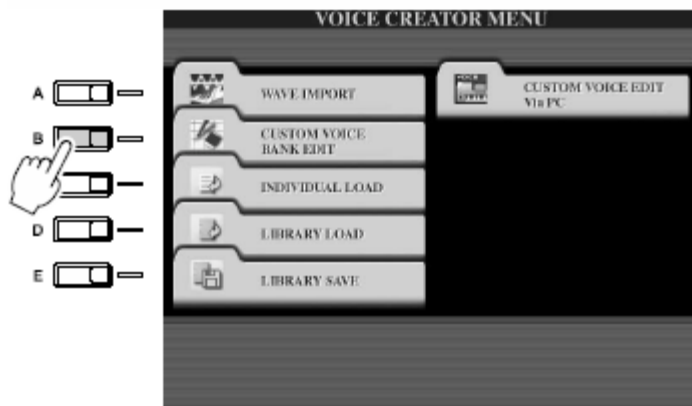 VOICE CREATOR MENU
A
WAVE IMPORT
CUSTOM VOICE EDIT
Via PC
B
CUSTOM VOICE
BANK EDIT
INDIVIDUAL LOAD
D
LIBRARY LOAD
E
LIBRARY SAVE